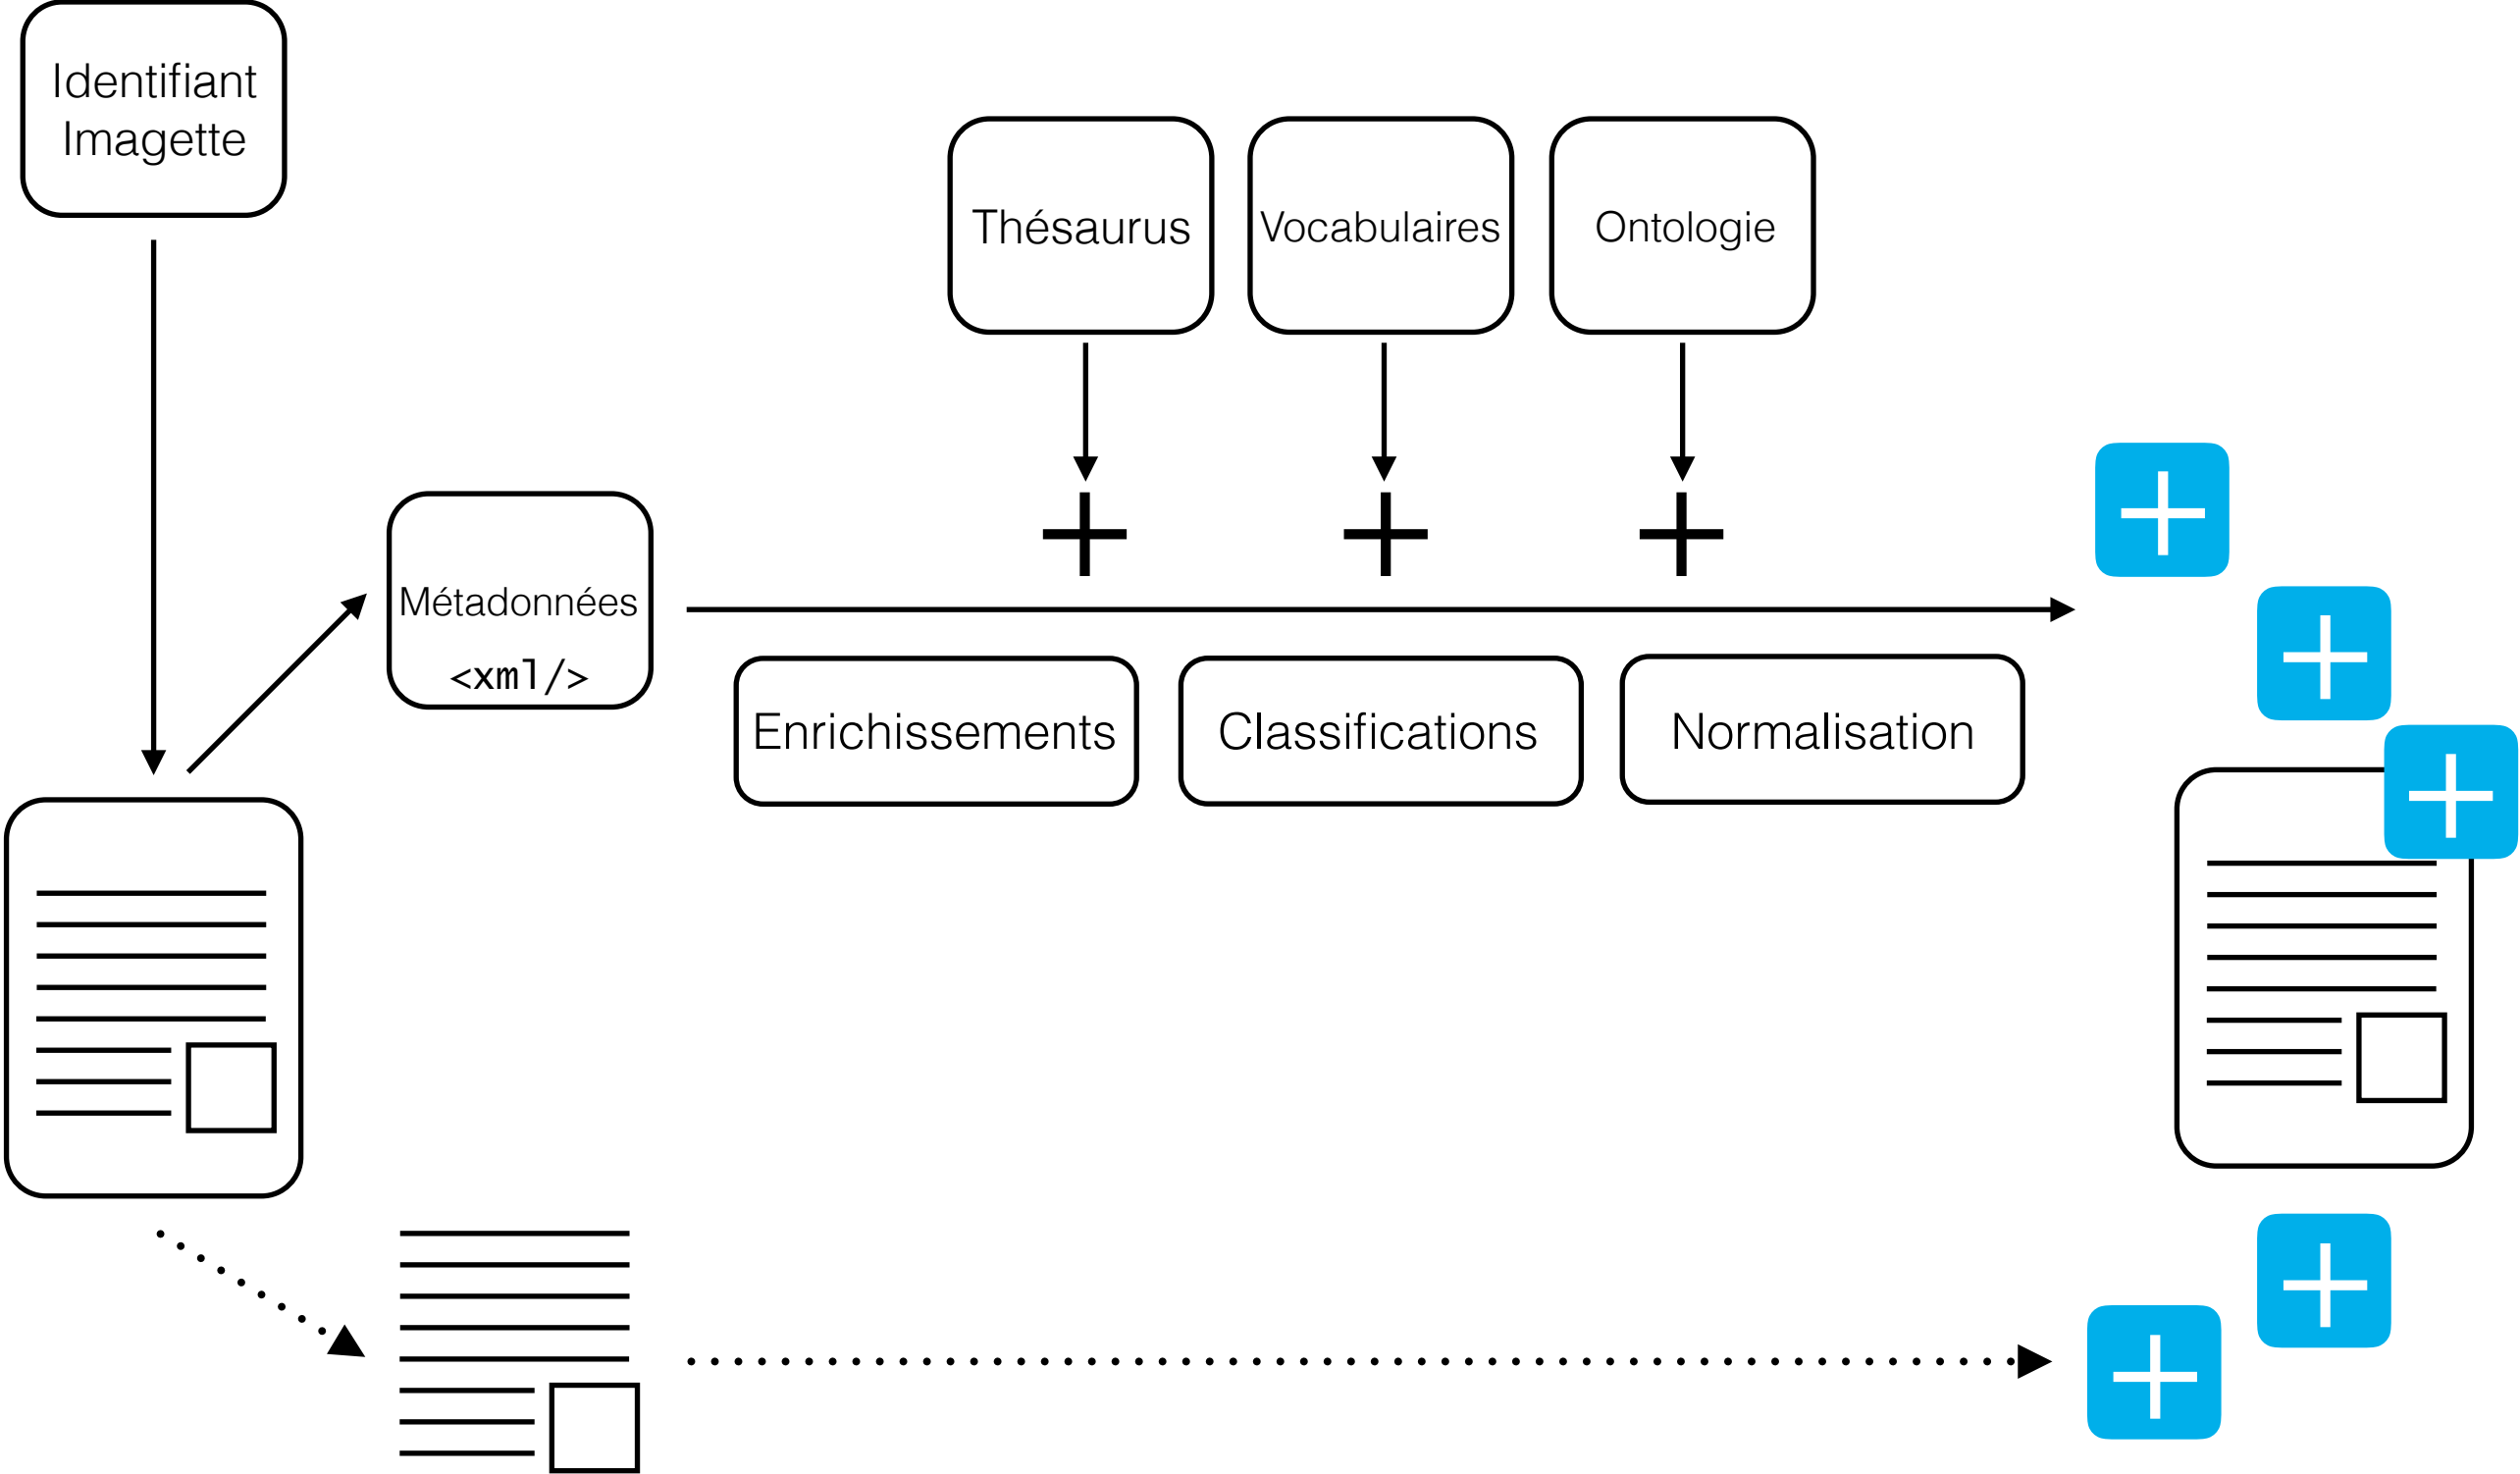 Identifiant
Imagette
Thésaurus
Vocabulaires
Ontologie
Métadonnées
<xml/>
Enrichissements
Classifications
Normalisation